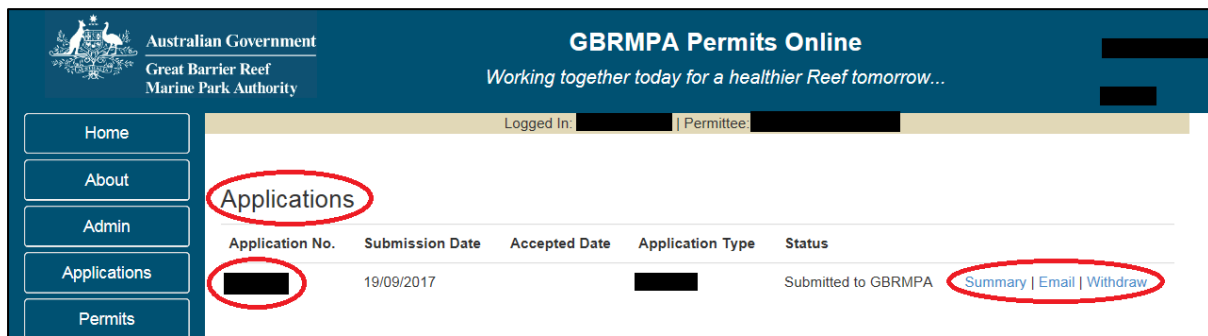 Australian Government
Great Barrier Reef
Marine Park Authority
GBRMPA Permits Online
Working together today for a healthier Reef tomorrow...
Logged In: | Permittee:
Home
About
Admin
Applications
Permits
Applications
Application No. Submission Date Accepted Date Application Type Status
19/09/2017 Submitted to GBRMPA Summary | Email | Withdraw